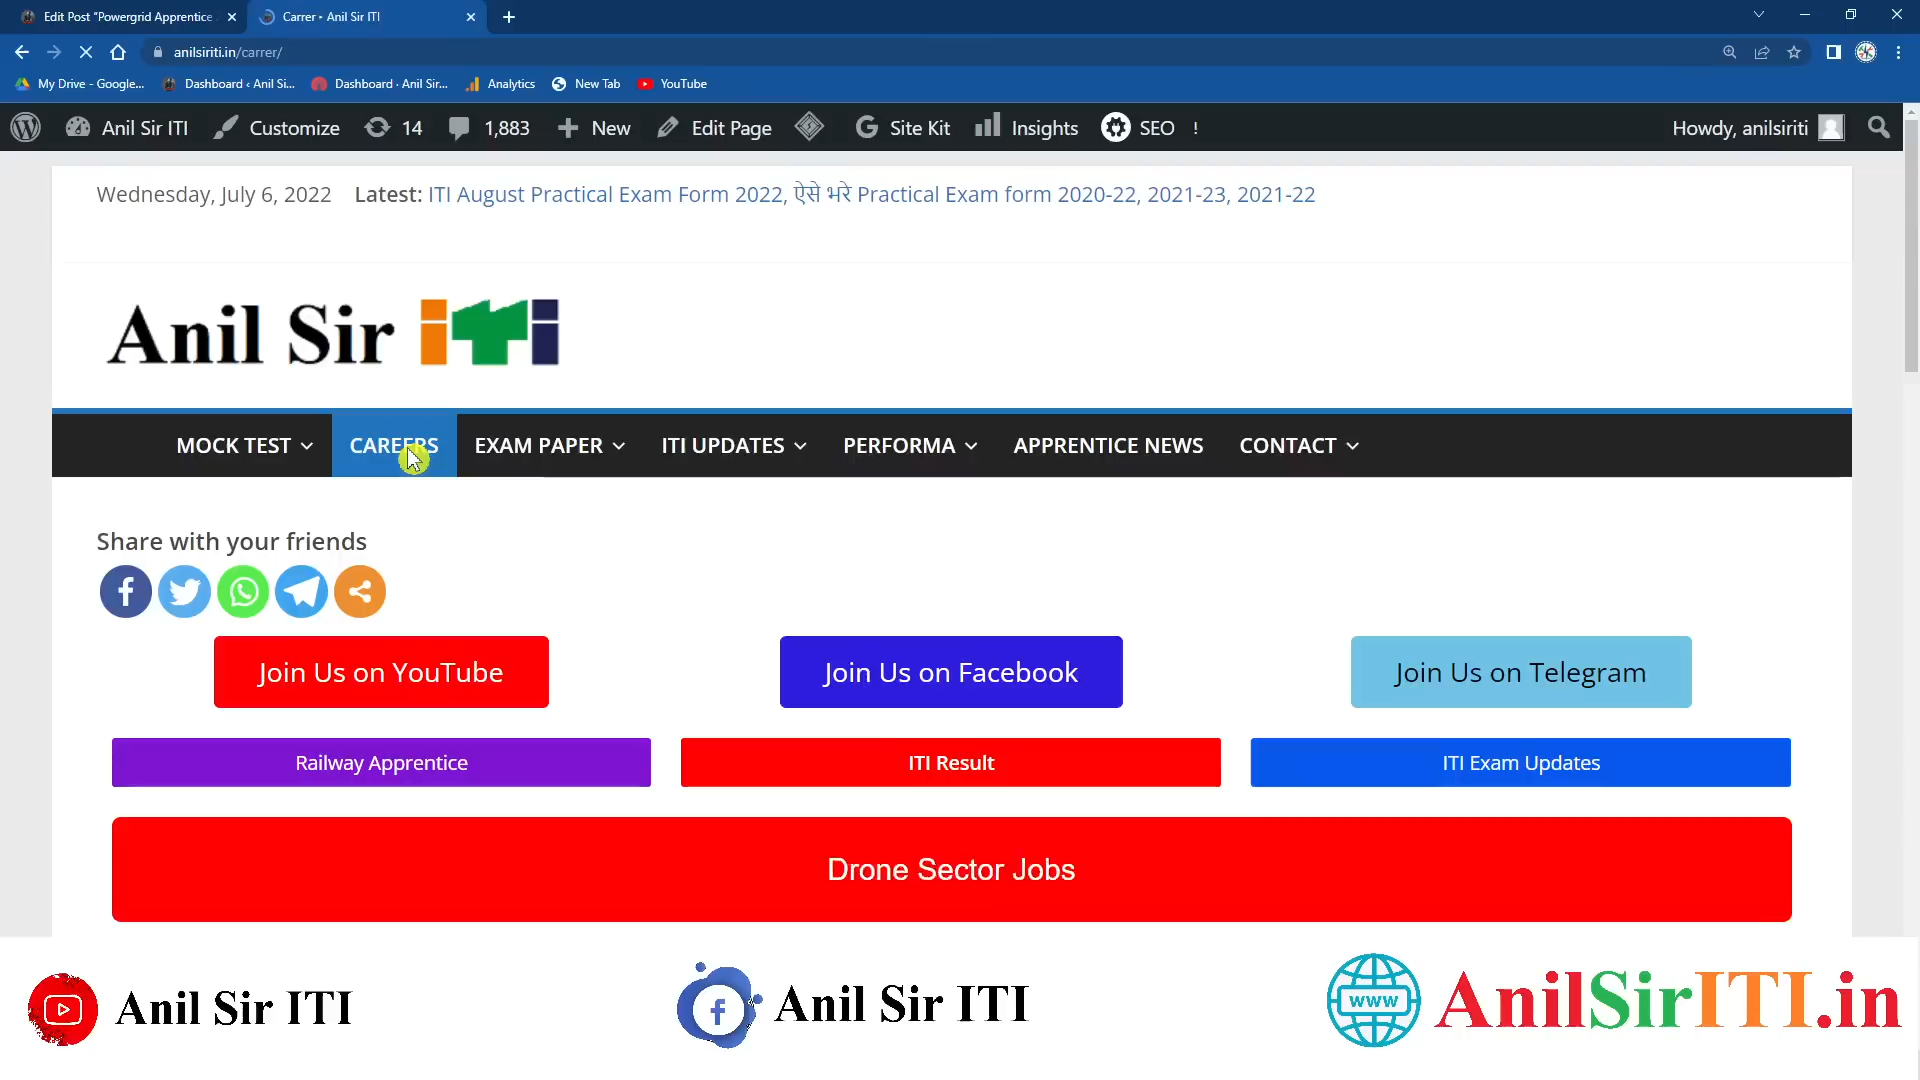 Edit Post "Powergrid Apprentice
Carrer • Anil Sir ITI
anilsiriti.in/carrer/
My Drive - Google...
Dashboard ‹ Anil Si...
Dashboard · Anil Sir...
Analytics
New Tab
YouTube
Anil Sir ITI
Customize
14
1,883
New
Edit Page
Site Kit
Insights
SEO
!
Howdy, anilsiriti
Wednesday, July 6, 2022
Latest: ITI August Practical Exam Form 2022, ऐसे भरे Practical Exam form 2020-22, 2021-23, 2021-22
Anil Sir iTi
MOCK TEST
CAREERS
EXAM PAPER
ITI UPDATES
PERFORMA
APPRENTICE NEWS
CONTACT
Share with your friends
Join Us on YouTube
Join Us on Facebook
Join Us on Telegram
Railway Apprentice
ITI Result
ITI Exam Updates
Drone Sector Jobs
Anil Sir ITI
Anil Sir ITI
www
AnilSirITI.in